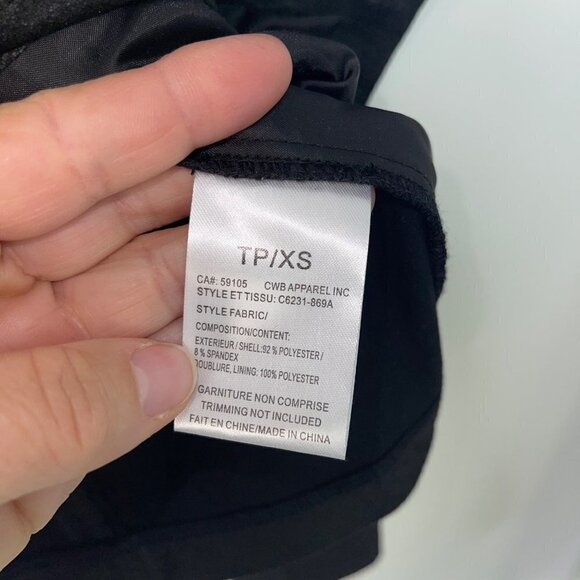 TP/XS
CA#: 59105 CWB APPAREL INC
STYLE ET TISSU: C6231-869A
STYLE FABRIC/
COMPOSITION/CONTENT:
EXTERIEUR/SHELL:92 % POLYESTER/
8 % SPANDEX
DOUBLURE, LINING: 100% POLYESTER
GARNITURE NON COMPRISE
TRIMMING NOT INCLUDED
FAIT EN CHINE/MADE IN CHINA